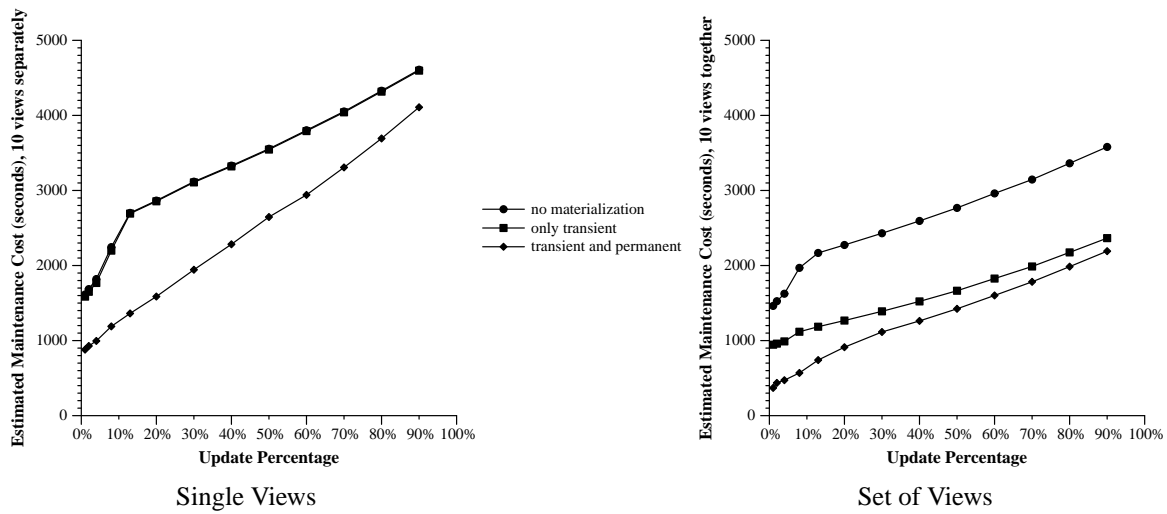 Estimated Maintenance Cost (seconds), 10 views separately
5000
4000
3000
2000
1000
0
0% 10% 20% 30% 40% 50% 60% 70% 80% 90% 100%
Update Percentage
Single Views
no materialization
only transient
transient and permanent
Estimated Maintenance Cost (seconds), 10 views together
5000
4000
3000
2000
1000
0
0% 10% 20% 30% 40% 50% 60% 70% 80% 90% 100%
Update Percentage
Set of Views